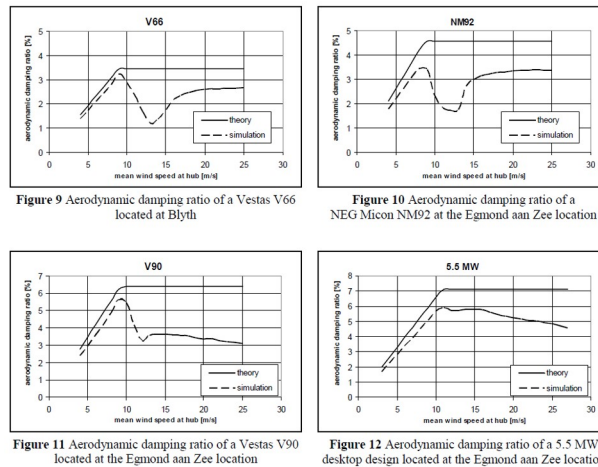 V66
aerodynamic damping ratio [%]
5
4
3
2
1
0
0 5 10 15 20 25 30
mean wind speed at hub [m/s]
theory
simulation
Figure 9 Aerodynamic damping ratio of a Vestas V66
located at Blyth
NM92
aerodynamic damping ratio [%]
5
4
3
2
1
0
0 5 10 15 20 25 30
mean wind speed at hub [m/s]
theory
simulation
Figure 10 Aerodynamic damping ratio of a
NEG Micon NM92 at the Egmond aan Zee location
V90
aerodynamic damping ratio [%]
7
6
5
4
3
2
1
0
0 5 10 15 20 25 30
mean wind speed at hub [m/s]
theory
simulation
Figure 11 Aerodynamic damping ratio of a Vestas V90
located at the Egmond aan Zee location
5.5 MW
aerodynamic damping ratio [%]
8
7
6
5
4
3
2
1
0
0 5 10 15 20 25 30
mean wind speed at hub [m/s]
theory
simulation
Figure 12 Aerodynamic damping ratio of a 5.5 MW
desktop design located at the Egmond aan Zee location